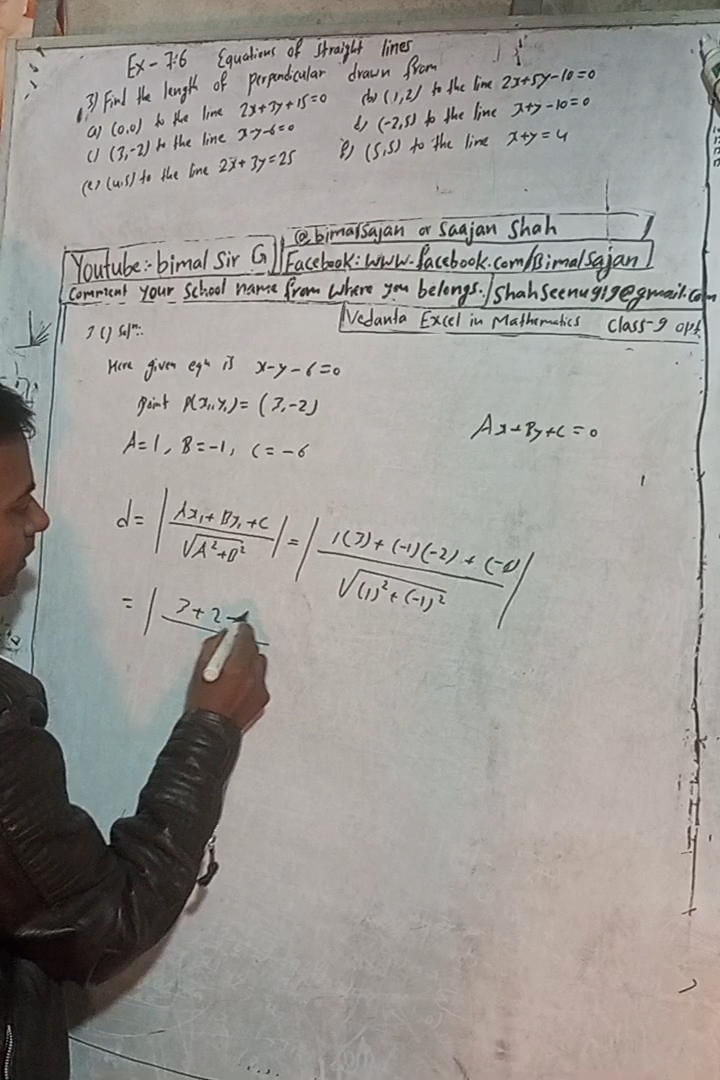 Ex - 7.6 Equations of straight lines
3) Find the length of perpendicular drawn from
a) (0,0) to the line 2x+3y+15=0
(b) (1,2) to the line 2x+5y-10=0
c) (3,-2) to the line x-y-6=0
d) (-2,5) to the line x+y-10=0
(e) (4,5) to the line 2x+3y=25
f) (5,5) to the line x+y=4
@bimalsajan or Saajan Shah
Youtube:- bimal Sir G
Facebook: www.facebook.com/Bimalsajan
Comment your School name from where you belongs./shahseenu919@gmail.com
Vedanta Excel in Mathematics Class-9 opt.
3 c) Solⁿ:.
Here given eqⁿ is x-y-6=0
Point P(x₁,y₁) = (3,-2)
A=1, B=-1, C=-6
Ax+By+C=0
d= |Ax₁+By₁+C / √A²+B²| = |1(3)+(-1)(-2)+(-6) / √(1)²+(-1)²|
= | 3+2-